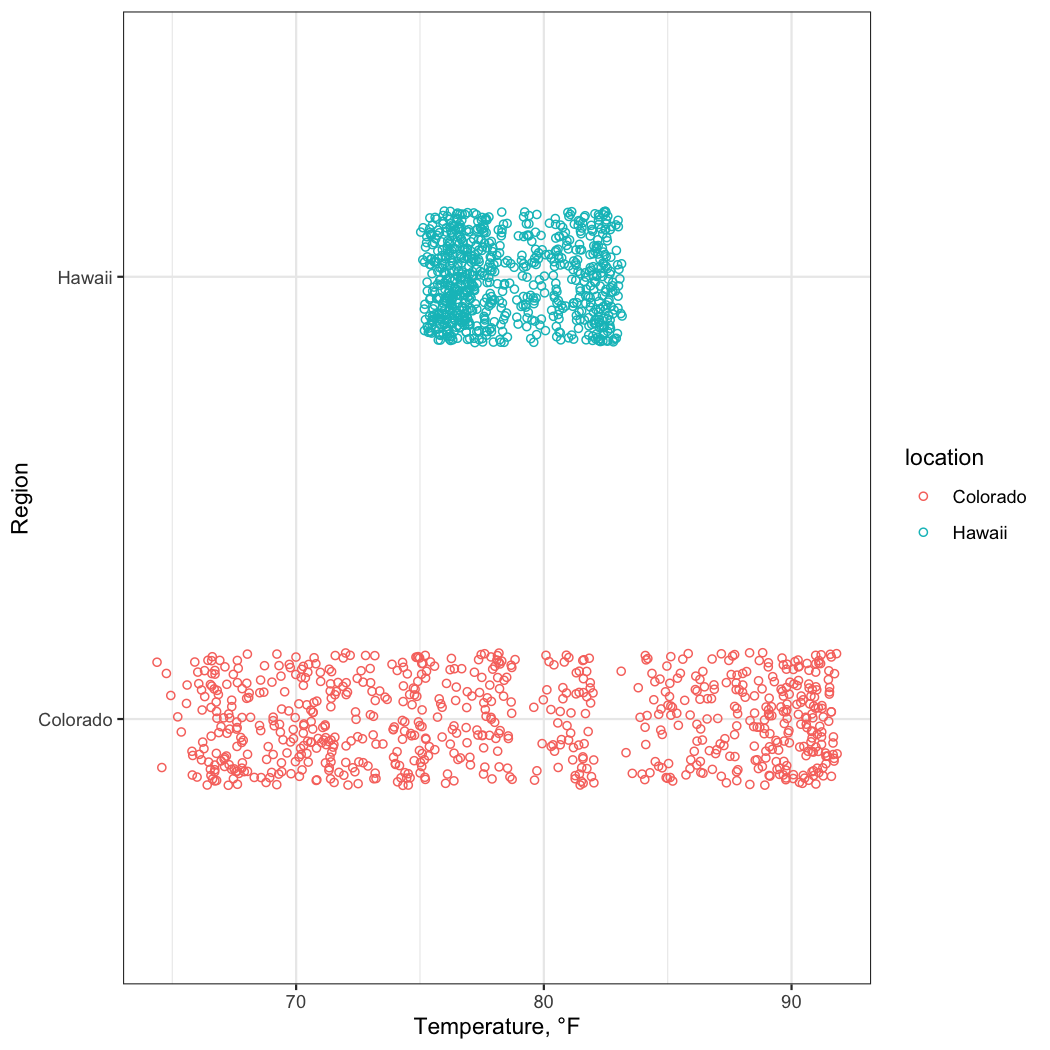 Hawaii
Colorado
Region
70
80
90
Temperature, °F
location
Colorado
Hawaii